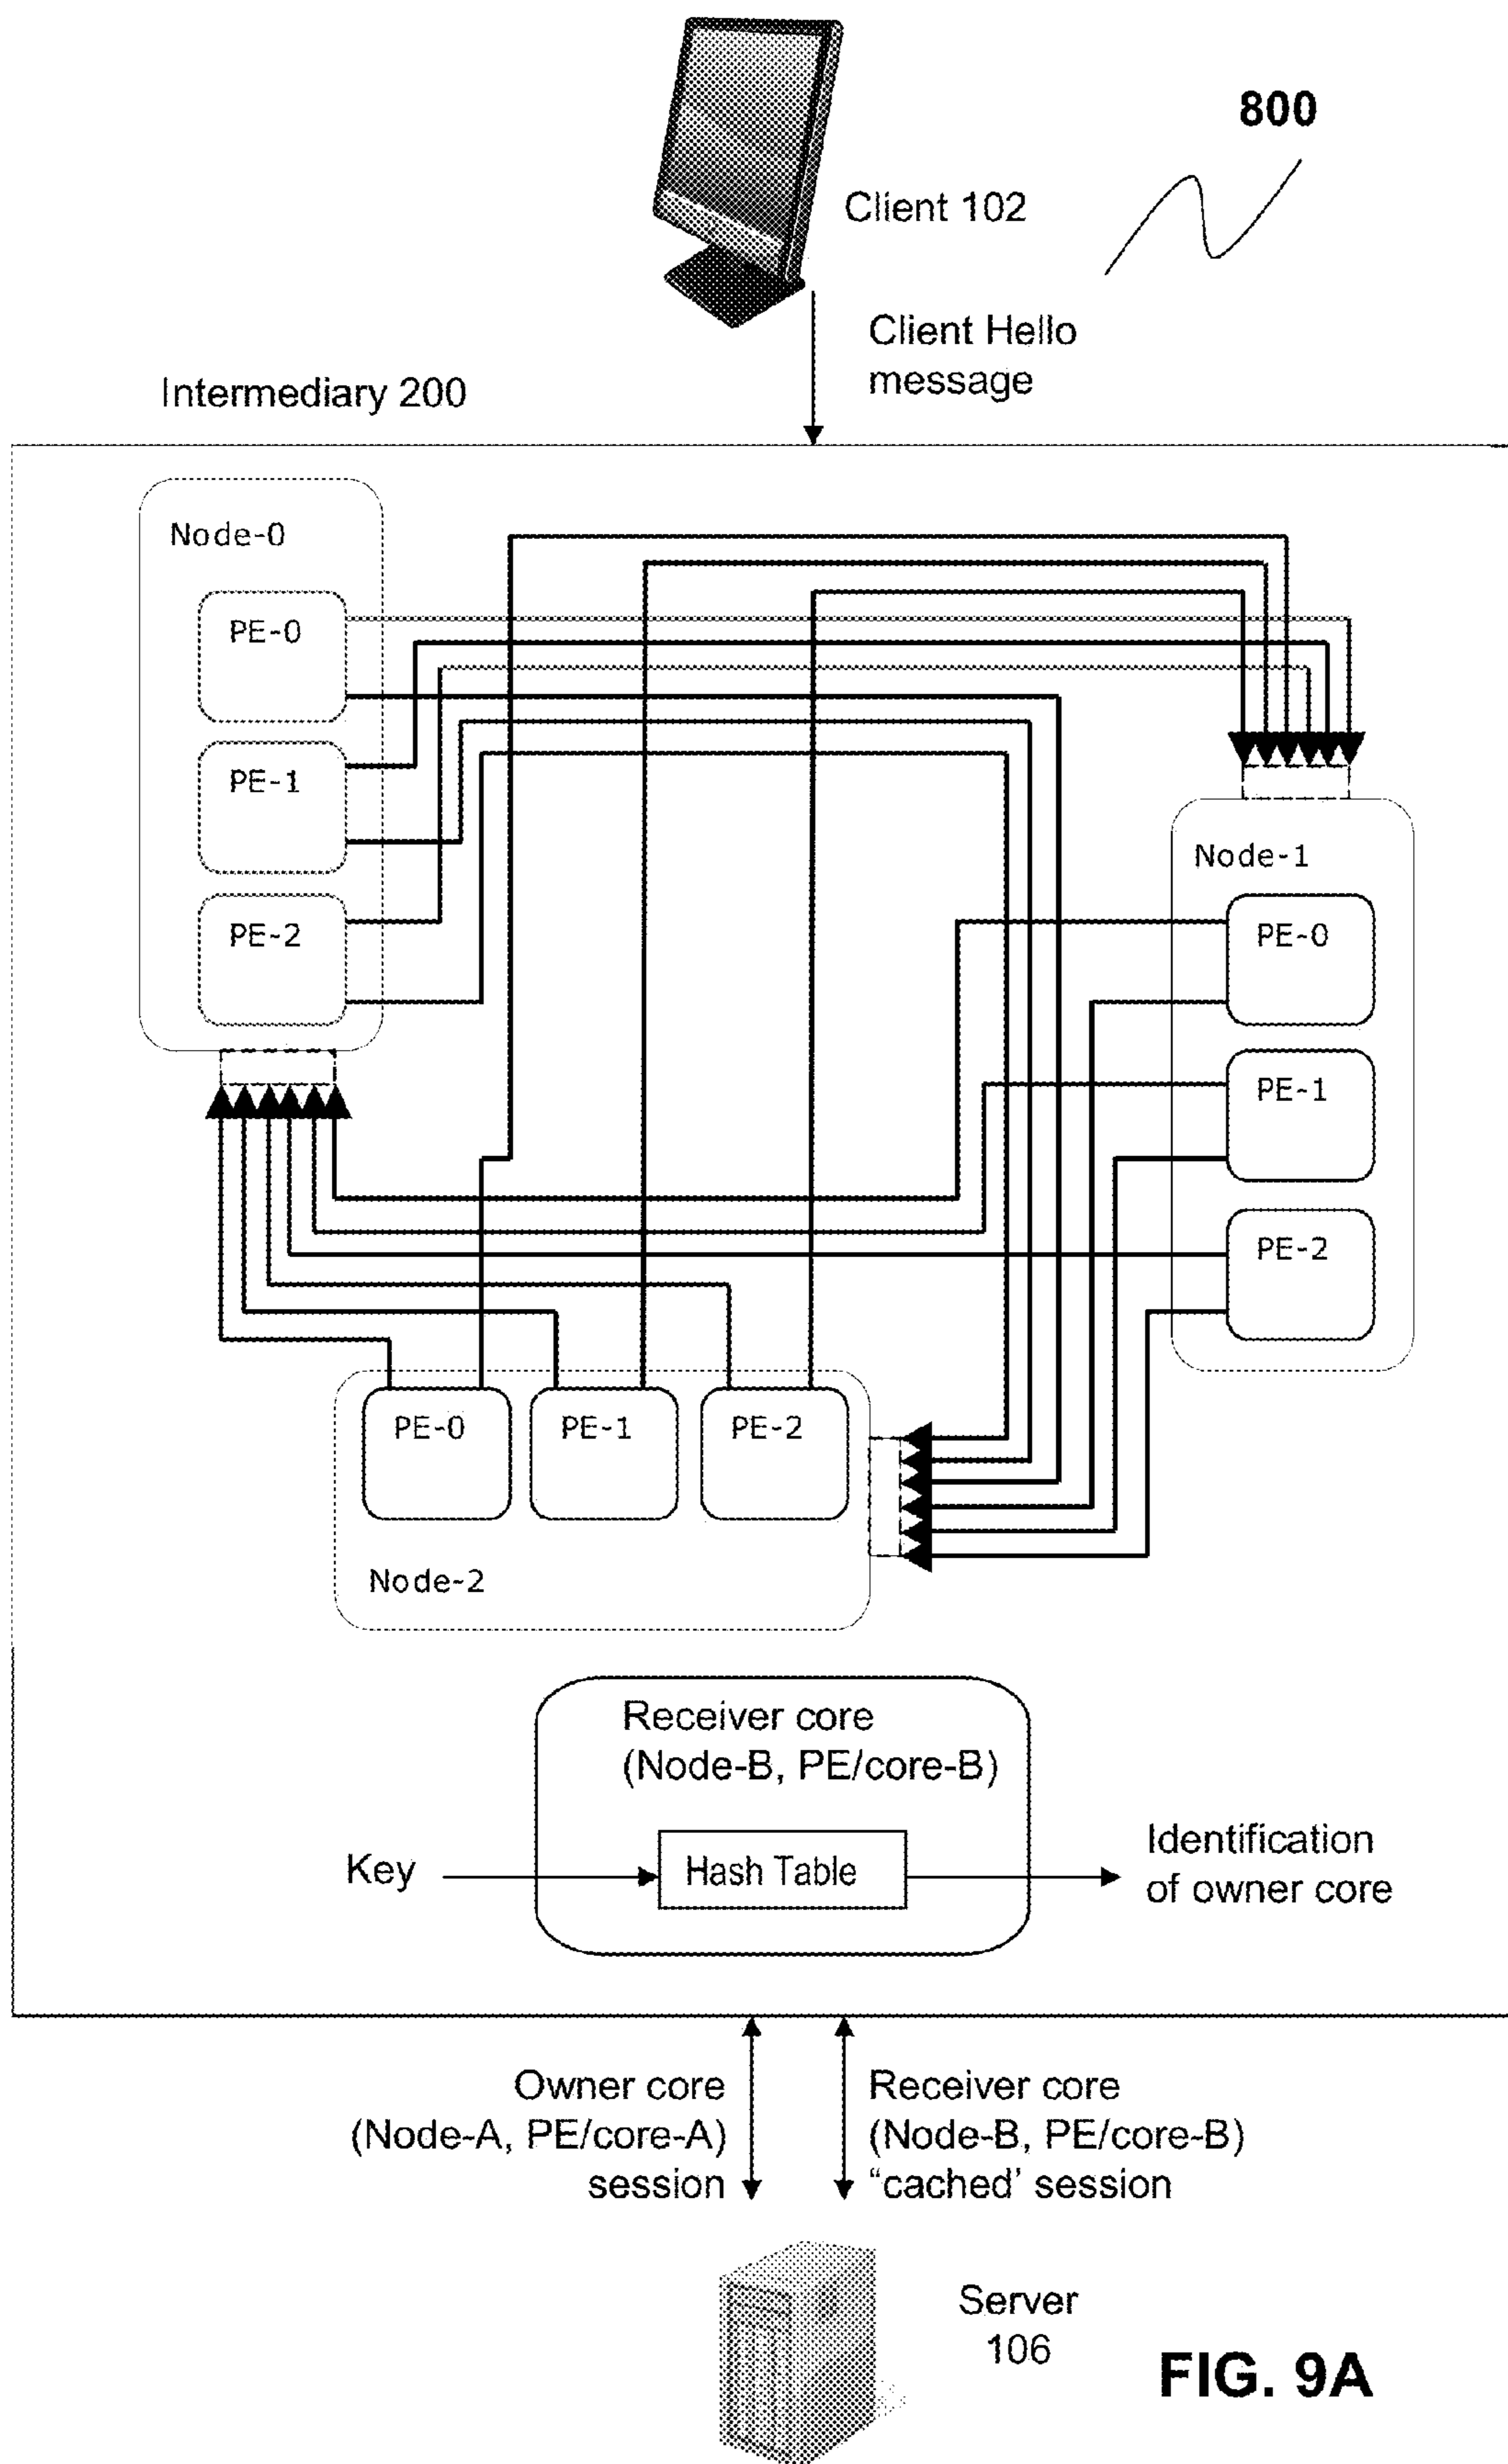 800
Client 102
Client Hello
message
Intermediary 200
Node-0
PE-0
PE-1
PE-2
Node-1
PE-0
PE-1
PE-2
PE-0
PE-1
PE-2
Node-2
Receiver core
(Node-B, PE/core-B)
Key
Hash Table
Identification
of owner core
Owner core
(Node-A, PE/core-A)
session
Receiver core
(Node-B, PE/core-B)
“cached’ session
Server
106
FIG. 9A